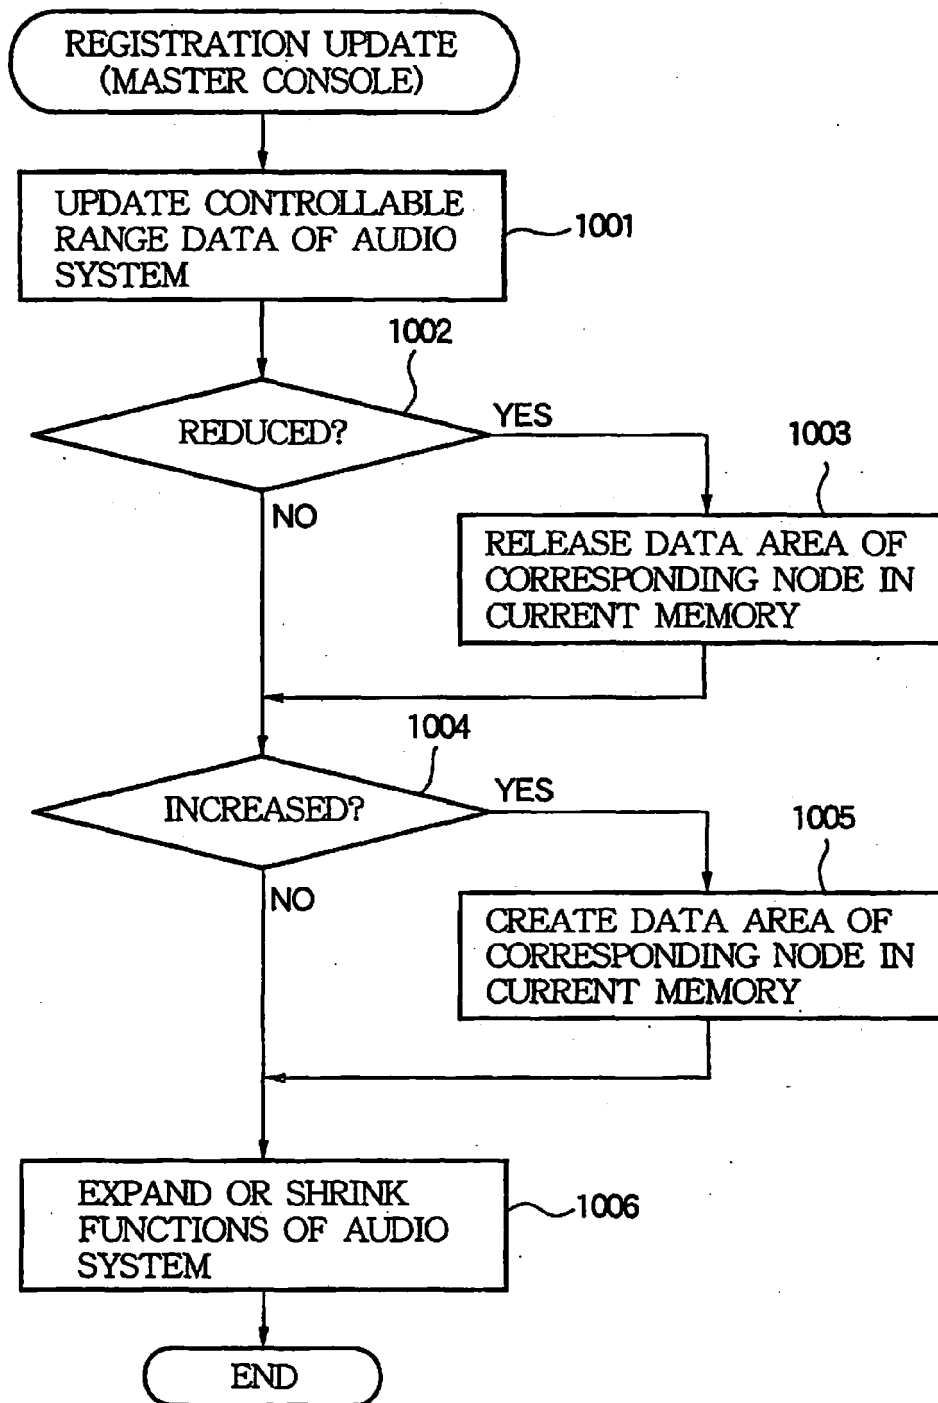 REGISTRATION UPDATE
(MASTER CONSOLE)
UPDATE CONTROLLABLE
RANGE DATA OF AUDIO
SYSTEM
1001
1002
REDUCED?
YES
NO
1003
RELEASE DATA AREA OF
CORRESPONDING NODE IN
CURRENT MEMORY
1004
INCREASED?
YES
NO
1005
CREATE DATA AREA OF
CORRESPONDING NODE IN
CURRENT MEMORY
EXPAND OR SHRINK
FUNCTIONS OF AUDIO
SYSTEM
1006
END